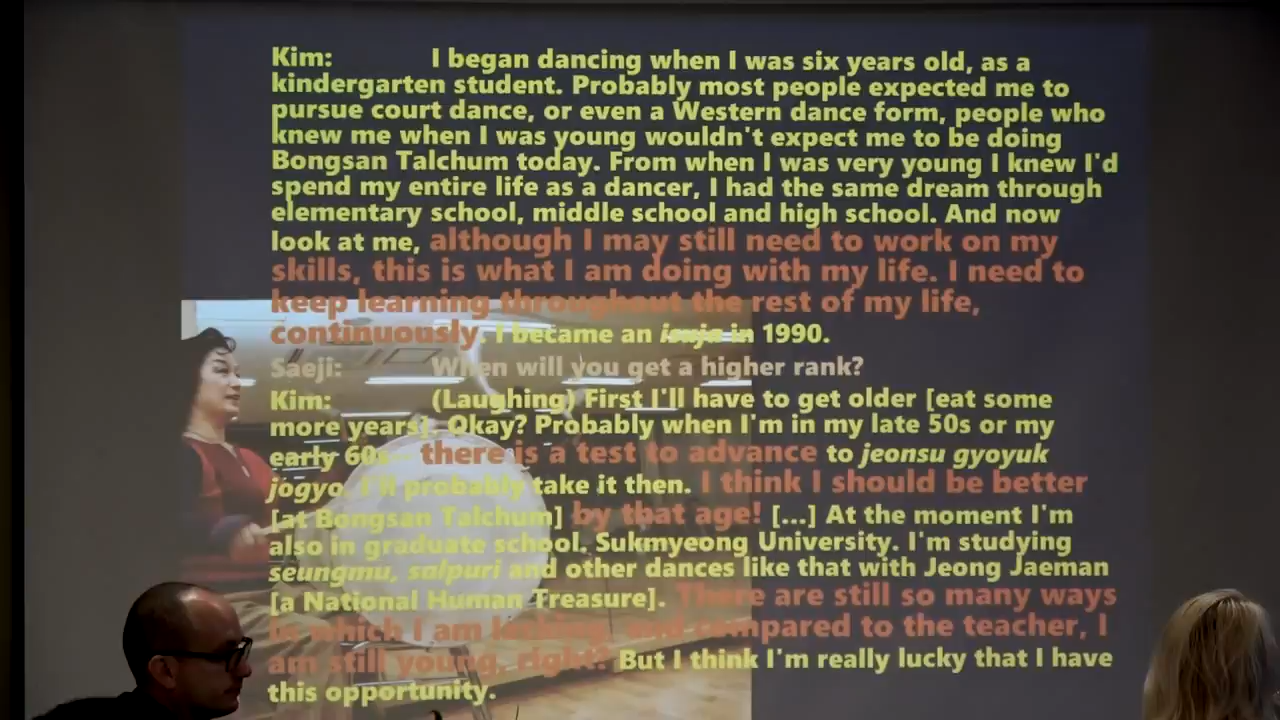 Kim: I began dancing when I was six years old, as a
kindergarten student. Probably most people expected me to
pursue court dance, or even a Western dance form, people who
knew me when I was young wouldn't expect me to be doing
Bongsan Talchum today. From when I was very young I knew I'd
spend my entire life as a dancer, I had the same dream through
elementary school, middle school and high school. And now
look at me, although I may still need to work on my
skills, this is what I am doing with my life. I need to
keep learning throughout the rest of my life,
continuously. I became an isuja in 1990.
Saeji: When will you get a higher rank?
Kim: (Laughing) First I'll have to get older [eat some
more years]. Okay? Probably when I'm in my late 50s or my
early 60s— there is a test to advance to jeonsu gyoyuk
jogyo, I'll probably take it then. I think I should be better
[at Bongsan Talchum] by that age! [...] At the moment I'm
also in graduate school. Sukmyeong University. I'm studying
seungmu, salpuri and other dances like that with Jeong Jaeman
[a National Human Treasure]. There are still so many ways
in which I am lacking, and compared to the teacher, I
am still young, right? But I think I'm really lucky that I have
this opportunity.